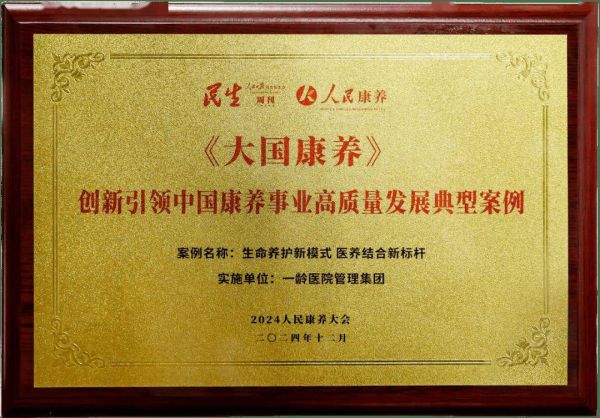 民生 周刊 人民康养
《大国康养》
创新引领中国康养事业高质量发展典型案例
案例名称：生命养护新模式 医养结合新标杆
实施单位：一龄医院管理集团
2024人民康养大会
二〇二四年十二月